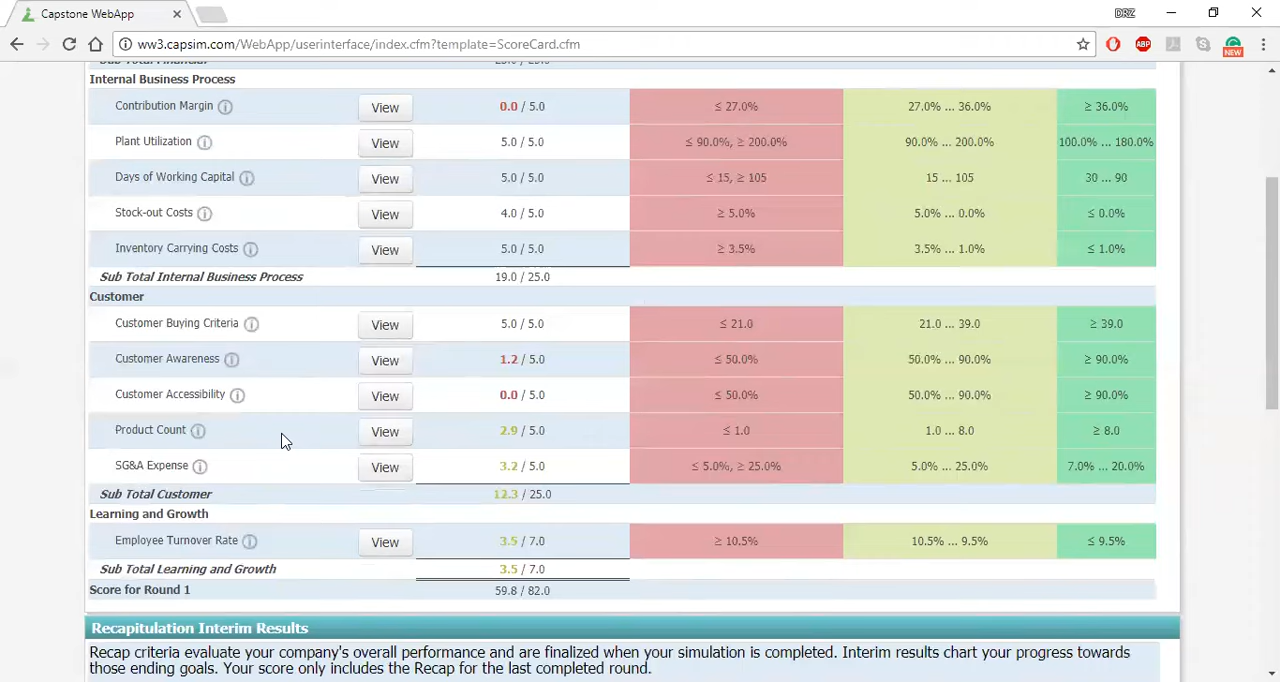 Capstone WebApp
DRZ
ww3.capsim.com/WebApp/userinterface/index.cfm?template=ScoreCard.cfm
NEW
Internal Business Process
Contribution Margin View 0.0 / 5.0 ≤ 27.0% 27.0% ... 36.0% ≥ 36.0%
Plant Utilization View 5.0 / 5.0 ≤ 90.0%, ≥ 200.0% 90.0% ... 200.0% 100.0% ... 180.0%
Days of Working Capital View 5.0 / 5.0 ≤ 15, ≥ 105 15 ... 105 30 ... 90
Stock-out Costs View 4.0 / 5.0 ≥ 5.0% 5.0% ... 0.0% ≤ 0.0%
Inventory Carrying Costs View 5.0 / 5.0 ≥ 3.5% 3.5% ... 1.0% ≤ 1.0%
Sub Total Internal Business Process 19.0 / 25.0
Customer
Customer Buying Criteria View 5.0 / 5.0 ≤ 21.0 21.0 ... 39.0 ≥ 39.0
Customer Awareness View 1.2 / 5.0 ≤ 50.0% 50.0% ... 90.0% ≥ 90.0%
Customer Accessibility View 0.0 / 5.0 ≤ 50.0% 50.0% ... 90.0% ≥ 90.0%
Product Count View 2.9 / 5.0 ≤ 1.0 1.0 ... 8.0 ≥ 8.0
SG&A Expense View 3.2 / 5.0 ≤ 5.0%, ≥ 25.0% 5.0% ... 25.0% 7.0% ... 20.0%
Sub Total Customer 12.3 / 25.0
Learning and Growth
Employee Turnover Rate View 3.5 / 7.0 ≥ 10.5% 10.5% ... 9.5% ≤ 9.5%
Sub Total Learning and Growth 3.5 / 7.0
Score for Round 1 59.8 / 82.0
Recapitulation Interim Results
Recap criteria evaluate your company's overall performance and are finalized when your simulation is completed. Interim results chart your progress towards
those ending goals. Your score only includes the Recap for the last completed round.